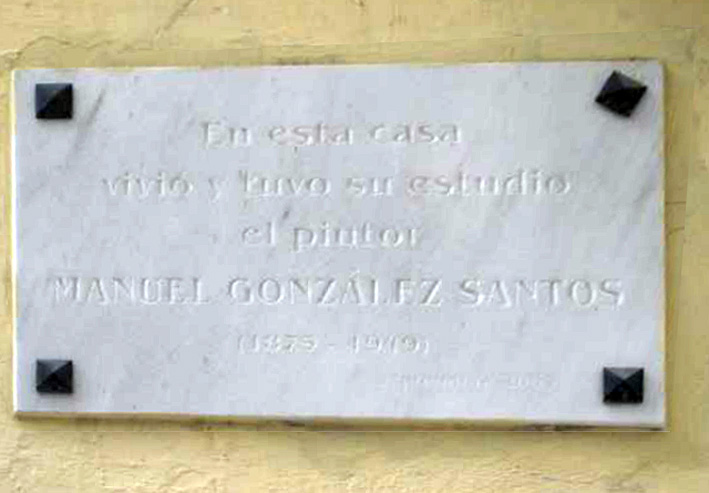 En esta casa
vivió y tuvo su estudio
el pintor
MANUEL GONZÁLEZ SANTOS
(1875 - 1949)